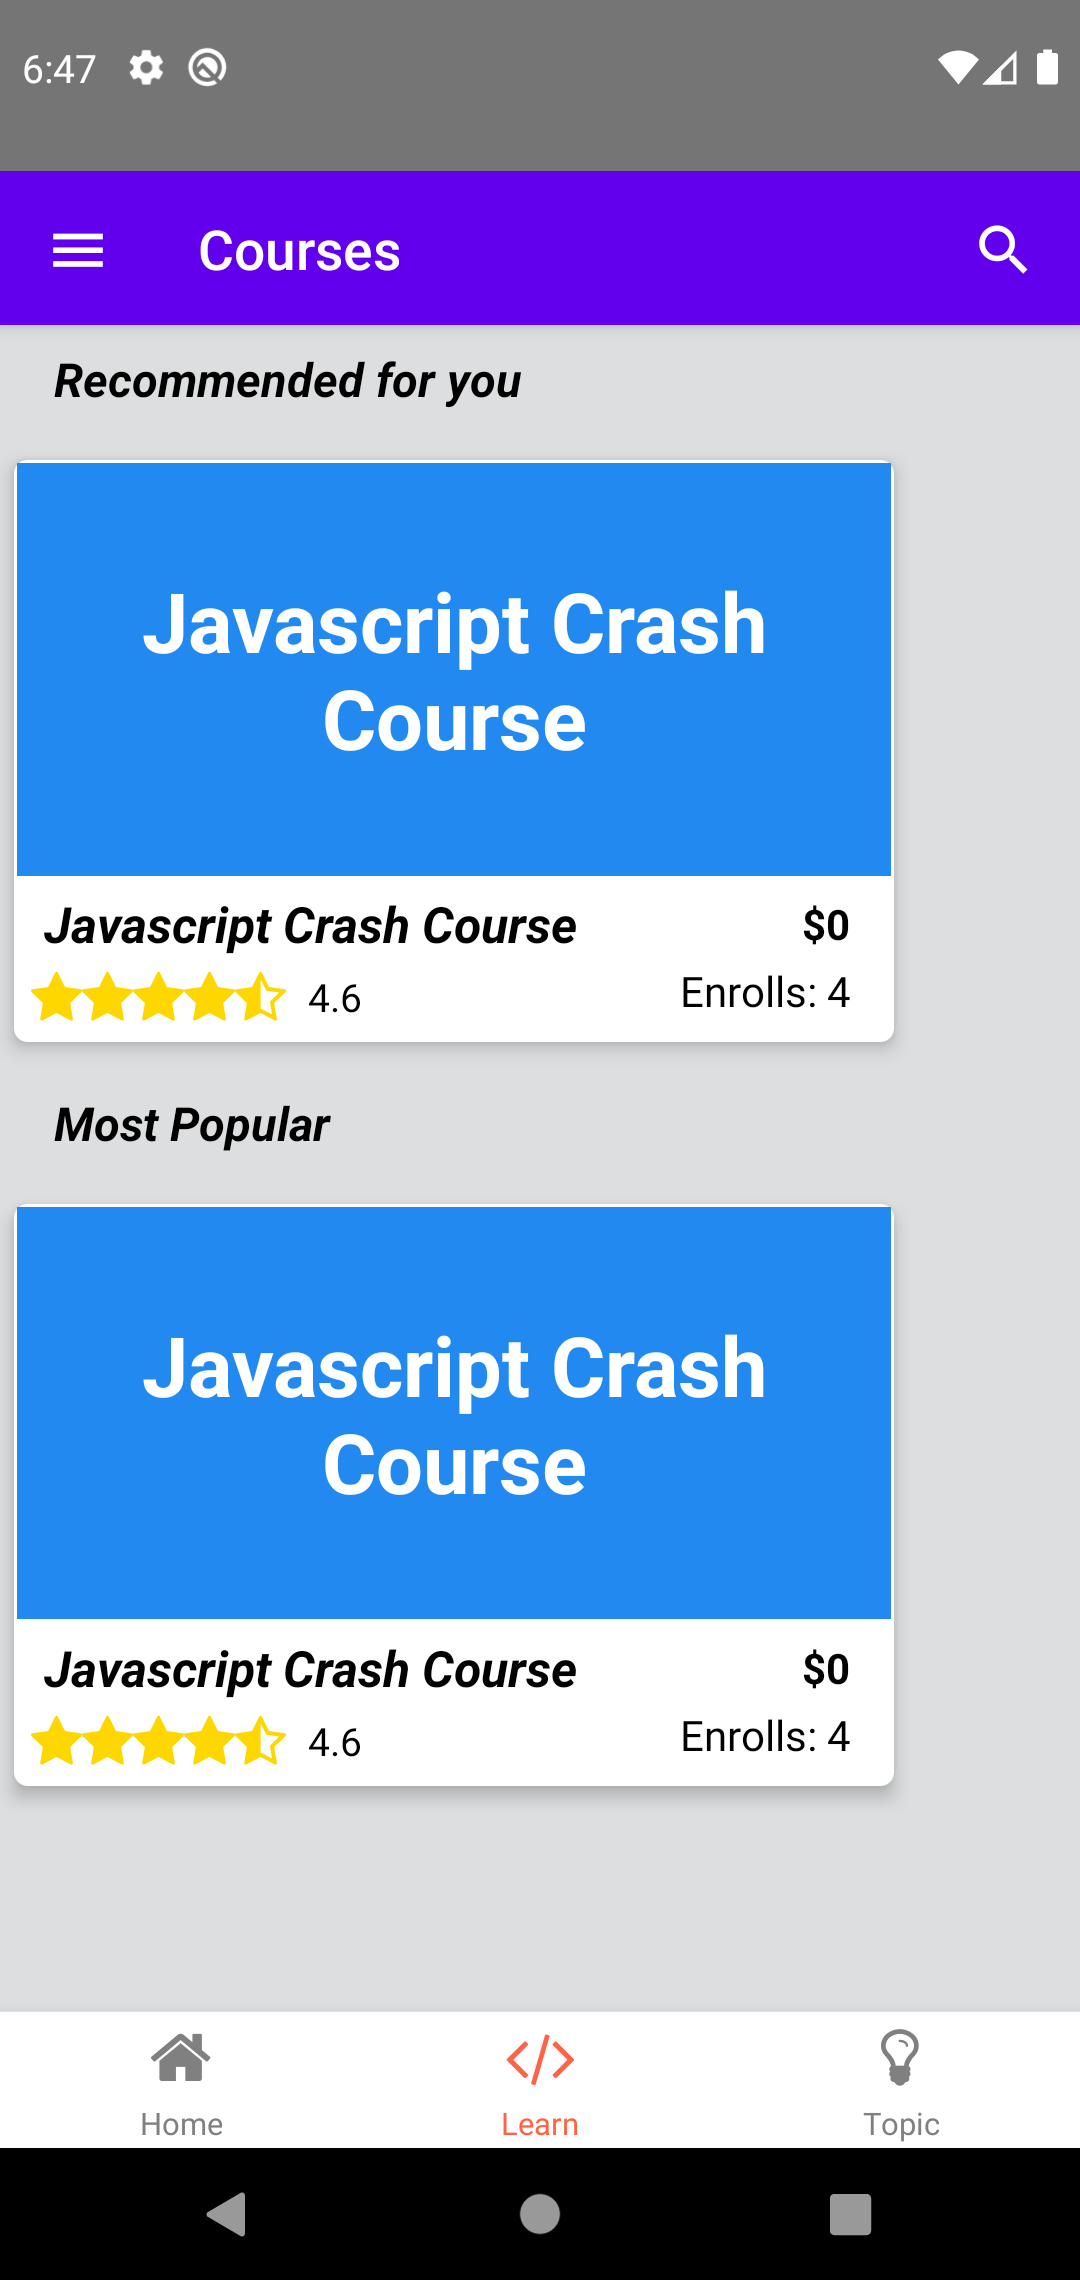 6:47
Courses
Recommended for you
Javascript Crash
Course
Javascript Crash Course
$0
4.6
Enrolls: 4
Most Popular
Javascript Crash
Course
Javascript Crash Course
$0
4.6
Enrolls: 4
Home
Learn
Topic